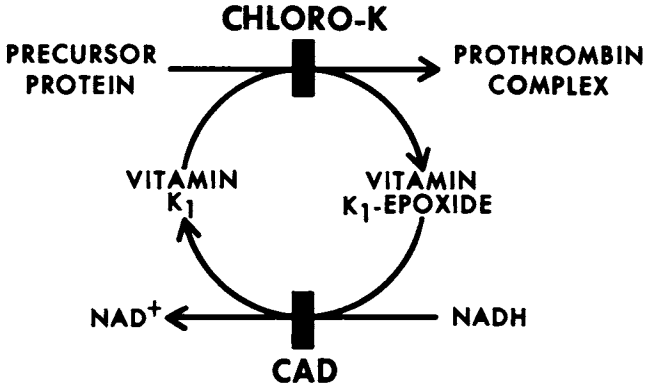 CHLORO-K
PRECURSOR
PROTEIN
PROTHROMBIN
COMPLEX
VITAMIN
K1
VITAMIN
K1-EPOXIDE
NAD+
NADH
CAD